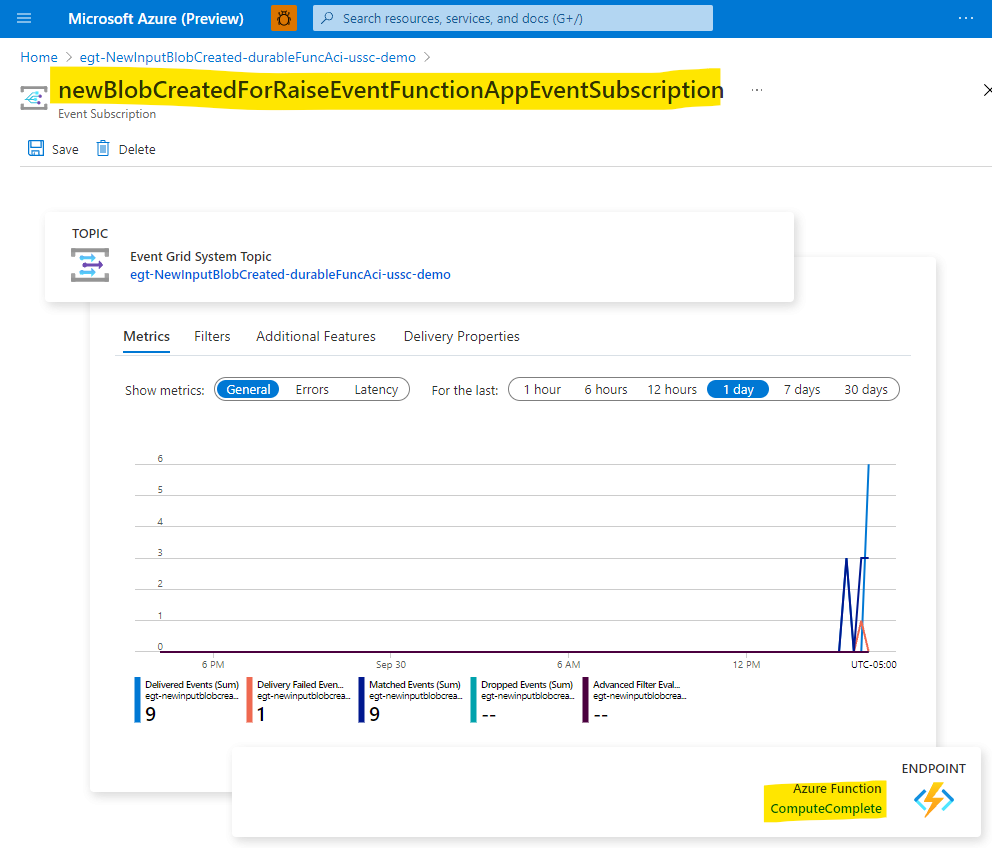 Microsoft Azure (Preview)
Search resources, services, and docs (G+/)
...
Home > egt-NewInputBlobCreated-durableFuncAci-ussc-demo >
newBlobCreatedForRaiseEventFunctionAppEventSubscription ...
Event Subscription
Save Delete
TOPIC
Event Grid System Topic
egt-NewInputBlobCreated-durableFuncAci-ussc-demo
Metrics Filters Additional Features Delivery Properties
Show metrics: General Errors Latency For the last: 1 hour 6 hours 12 hours 1 day 7 days 30 days
6
5
4
3
2
1
0
6 PM Sep 30 6 AM 12 PM UTC-05:00
Delivered Events (Sum) Delivery Failed Even... Matched Events (Sum) Dropped Events (Sum) Advanced Filter Eval...
egt-newinputblobcrea... egt-newinputblobcrea... egt-newinputblobcrea... egt-newinputblobcrea... egt-newinputblobcrea...
9 1 9 -- --
ENDPOINT
Azure Function
ComputeComplete